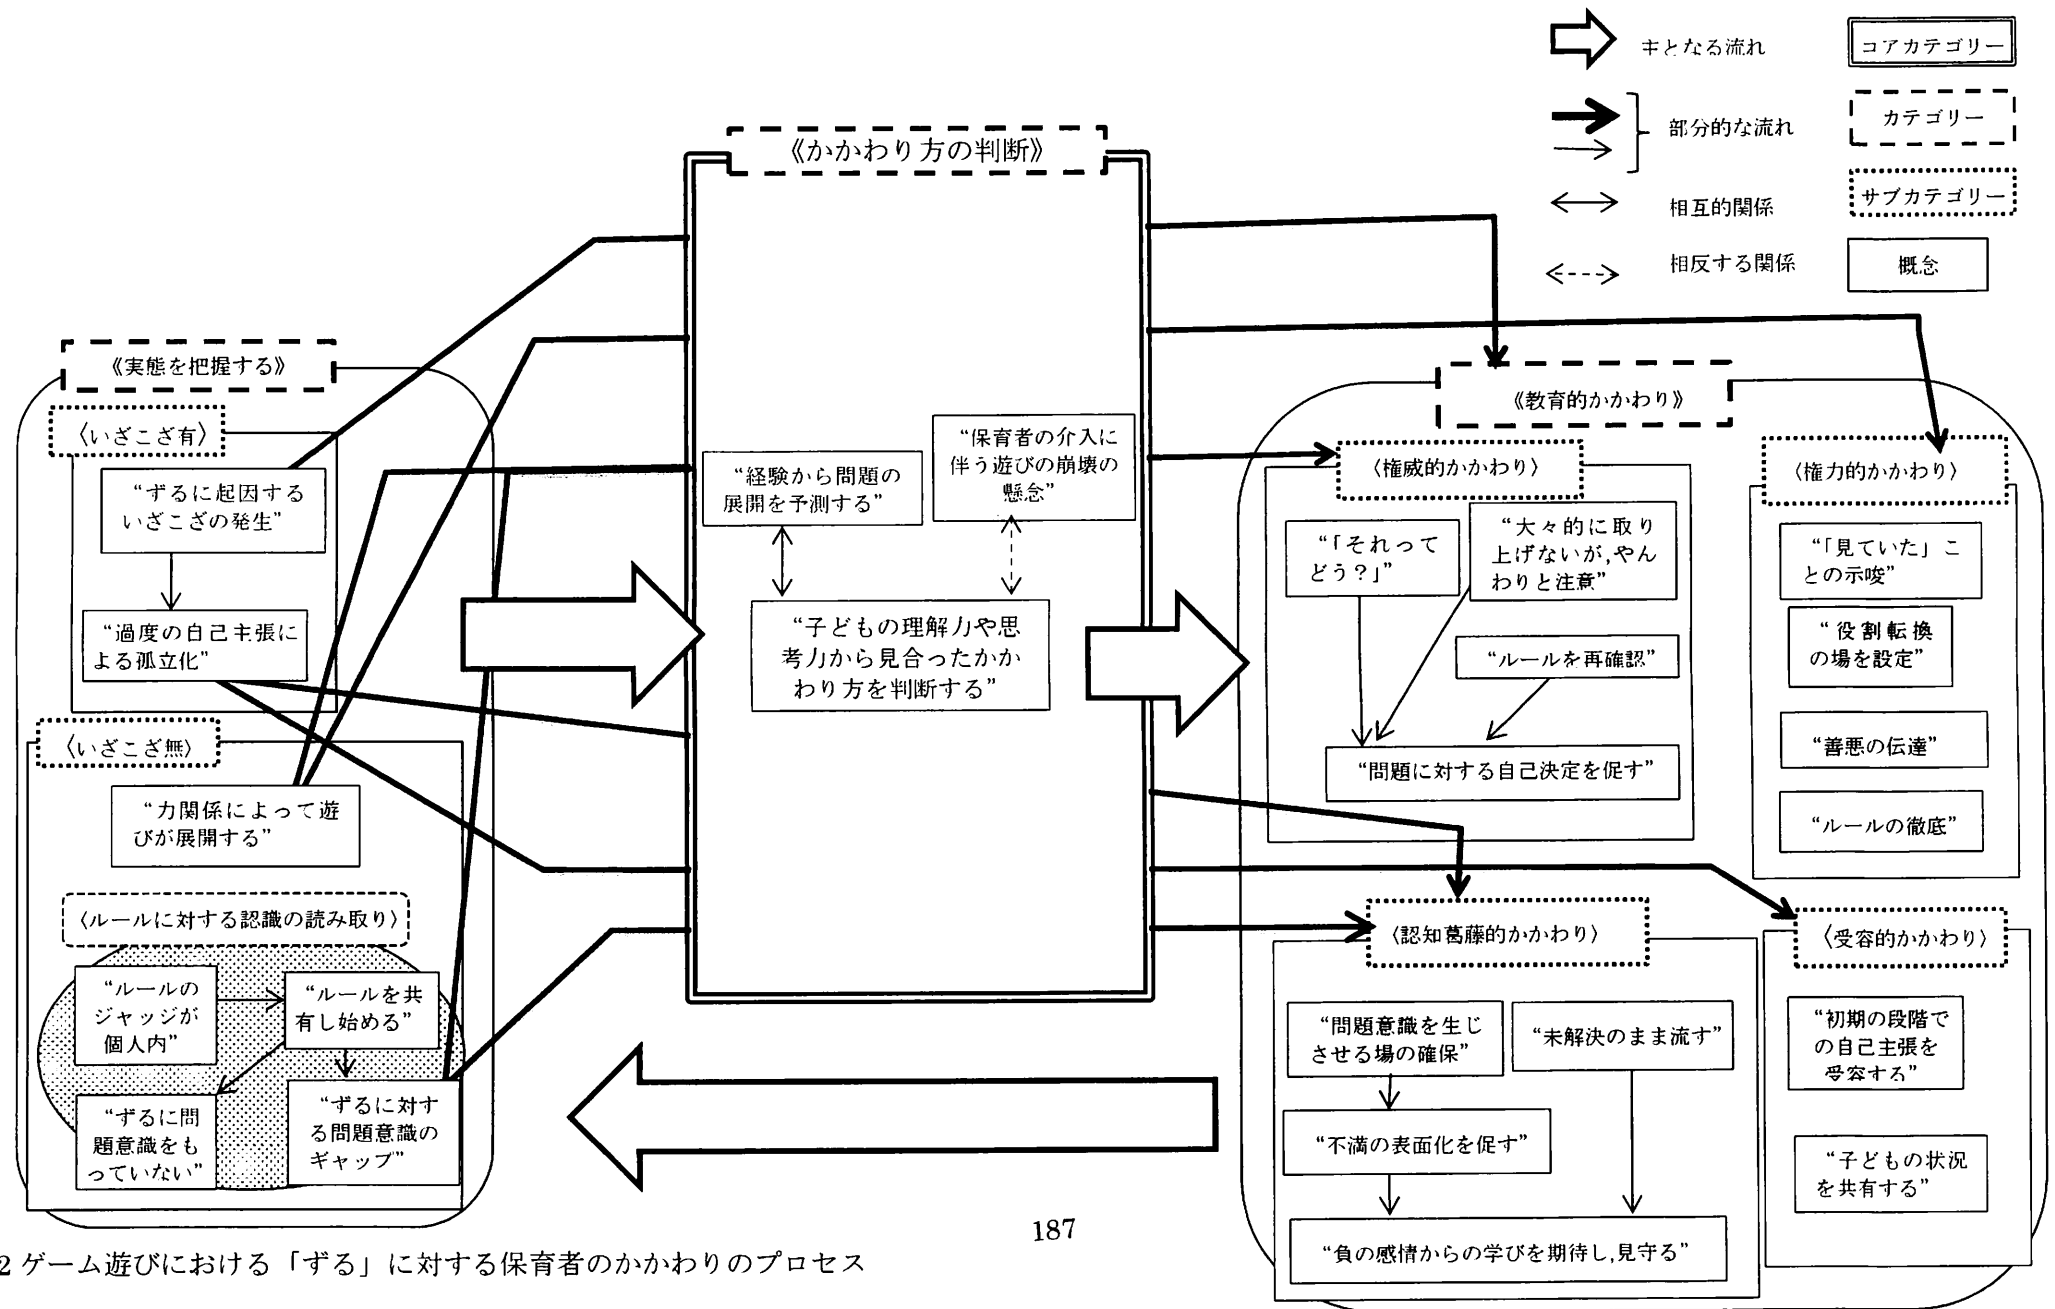 主となる流れ
コアカテゴリー
部分的な流れ
カテゴリー
サブカテゴリー
相互的関係
相反する関係
概念
《かかわり方の判断》
《実態を把握する》
〈いざこざ有〉
“ずるに起因する
いざこざの発生”
“過度の自己主張に
よる孤立化”
〈いざこざ無〉
“力関係によって遊
びが展開する”
〈ルールに対する認識の読み取り〉
“ルールの
ジャッジが
個人内”
“ルールを共
有し始める”
“ずるに問
題意識をも
っていない”
“ずるに対す
る問題意識の
ギャップ”
“経験から問題の
展開を予測する”
“保育者の介入に
伴う遊びの崩壊の
懸念”
“子どもの理解力や思
考力から見合ったかか
わり方を判断する”
《教育的かかわり》
〈権威的かかわり〉
“「それって
どう？」”
“大々的に取り
上げないが,やん
わりと注意”
“ルールを再確認”
“問題に対する自己決定を促す”
〈権力的かかわり〉
“「見ていた」こ
との示唆”
“役割転換
の場を設定”
“善悪の伝達”
“ルールの徹底”
〈認知葛藤的かかわり〉
“問題意識を生じ
させる場の確保”
“未解決のまま流す”
“不満の表面化を促す”
“負の感情からの学びを期待し,見守る”
〈受容的かかわり〉
“初期の段階で
の自己主張を
受容する”
“子どもの状況
を共有する”
187
2 ゲーム遊びにおける「ずる」に対する保育者のかかわりのプロセス